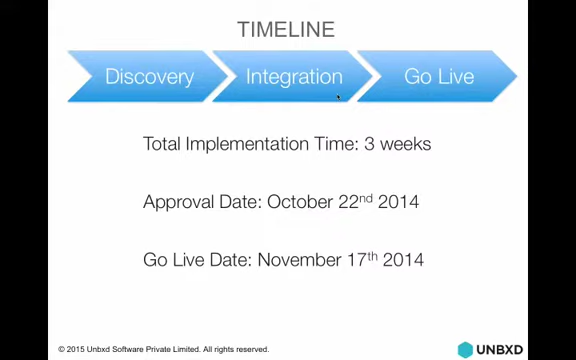 TIMELINE
Discovery
Integration
Go Live
Total Implementation Time: 3 weeks
Approval Date: October 22nd 2014
Go Live Date: November 17th 2014
© 2015 Unbxd Software Private Limited. All rights reserved.
UNBXD